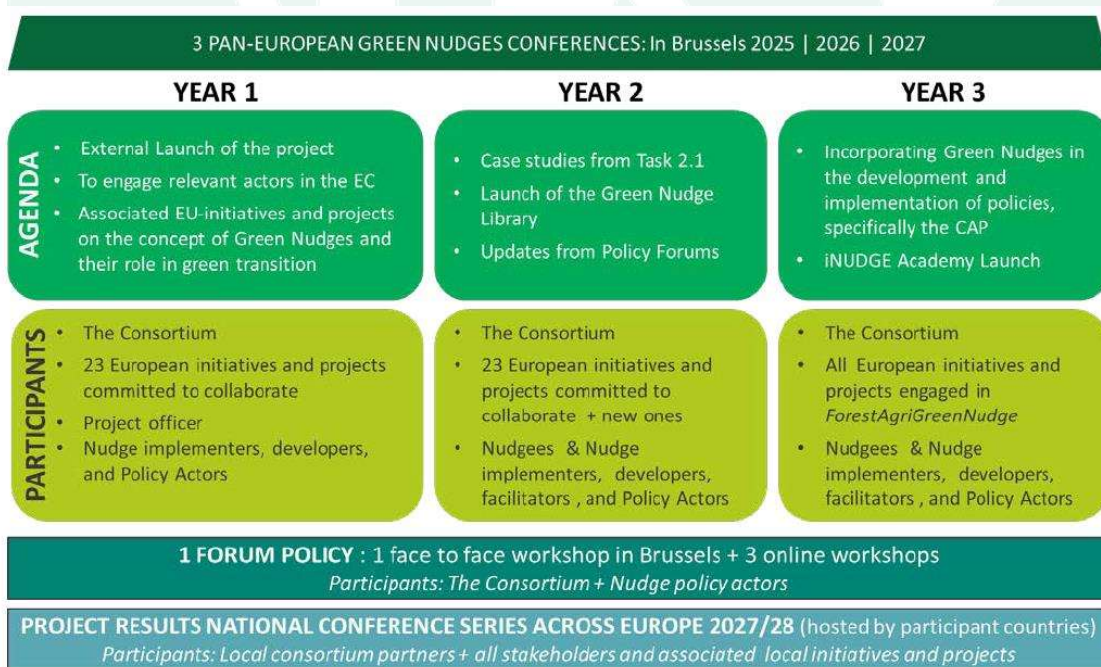 3 PAN-EUROPEAN GREEN NUDGES CONFERENCES: In Brussels 2025 | 2026 | 2027
YEAR 1
YEAR 2
YEAR 3
AGENDA
• External Launch of the project
• To engage relevant actors in the EC
• Associated EU-initiatives and projects
on the concept of Green Nudges and
their role in green transition
• Case studies from Task 2.1
• Launch of the Green Nudge
Library
• Updates from Policy Forums
• Incorporating Green Nudges in
the development and
implementation of policies,
specifically the CAP
• iNUDGE Academy Launch
PARTICIPANTS
• The Consortium
• 23 European initiatives and projects
committed to collaborate
• Project officer
• Nudge implementers, developers,
and Policy Actors
• The Consortium
• 23 European initiatives and
projects committed to
collaborate + new ones
• Nudgees & Nudge
implementers, developers,
facilitators , and Policy Actors
• The Consortium
• All European initiatives and
projects engaged in
ForestAgriGreenNudge
• Nudgees & Nudge
implementers, developers,
facilitators , and Policy Actors
1 FORUM POLICY : 1 face to face workshop in Brussels + 3 online workshops
Participants: The Consortium + Nudge policy actors
PROJECT RESULTS NATIONAL CONFERENCE SERIES ACROSS EUROPE 2027/28 (hosted by participant countries)
Participants: Local consortium partners + all stakeholders and associated local initiatives and projects